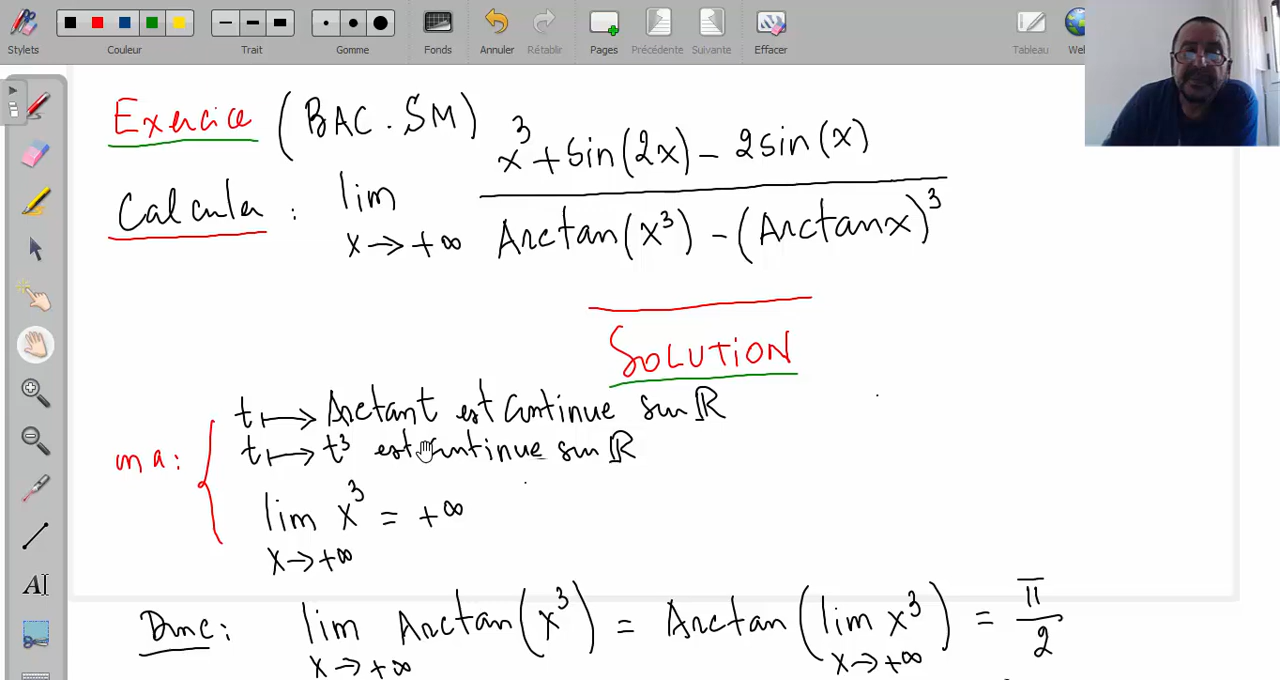 Stylets Couleur Trait Gomme Fonds Annuler Rétablir Pages Précédente Suivante Effacer Tableau Web
Exercice (BAC.SM)
Calculer : lim x→+∞ (x³ + sin(2x) − 2sin(x)) / (Arctan(x³) − (Arctanx)³)
SOLUTION
t ↦ Arctant est continue sur ℝ
on a : t ↦ t³ est continue sur ℝ
lim x→+∞ x³ = +∞
Donc : lim x→+∞ Arctan(x³) = Arctan(lim x→+∞ x³) = π/2